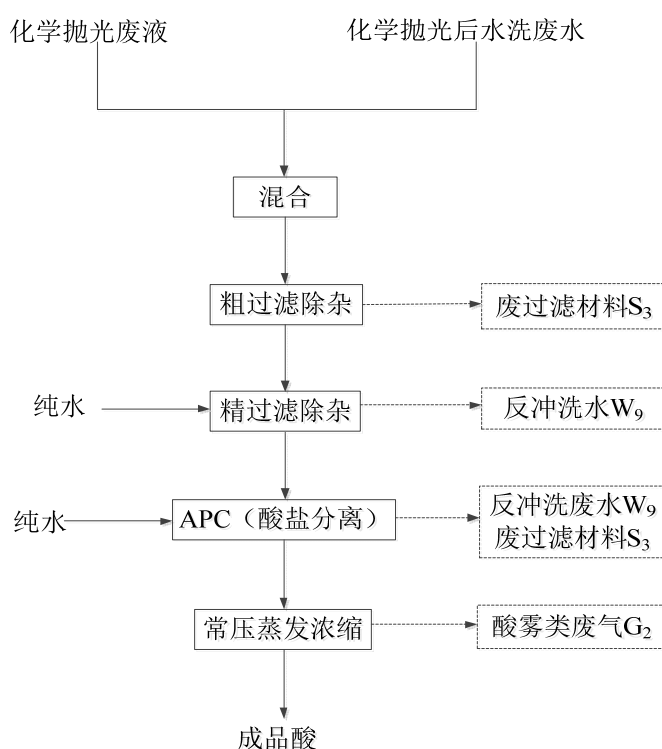 化学抛光废液
化学抛光后水洗废水
混合
粗过滤除杂
废过滤材料S₃
纯水
精过滤除杂
反冲洗水W₉
纯水
APC（酸盐分离）
反冲洗废水W₉
废过滤材料S₃
常压蒸发浓缩
酸雾类废气G₂
成品酸